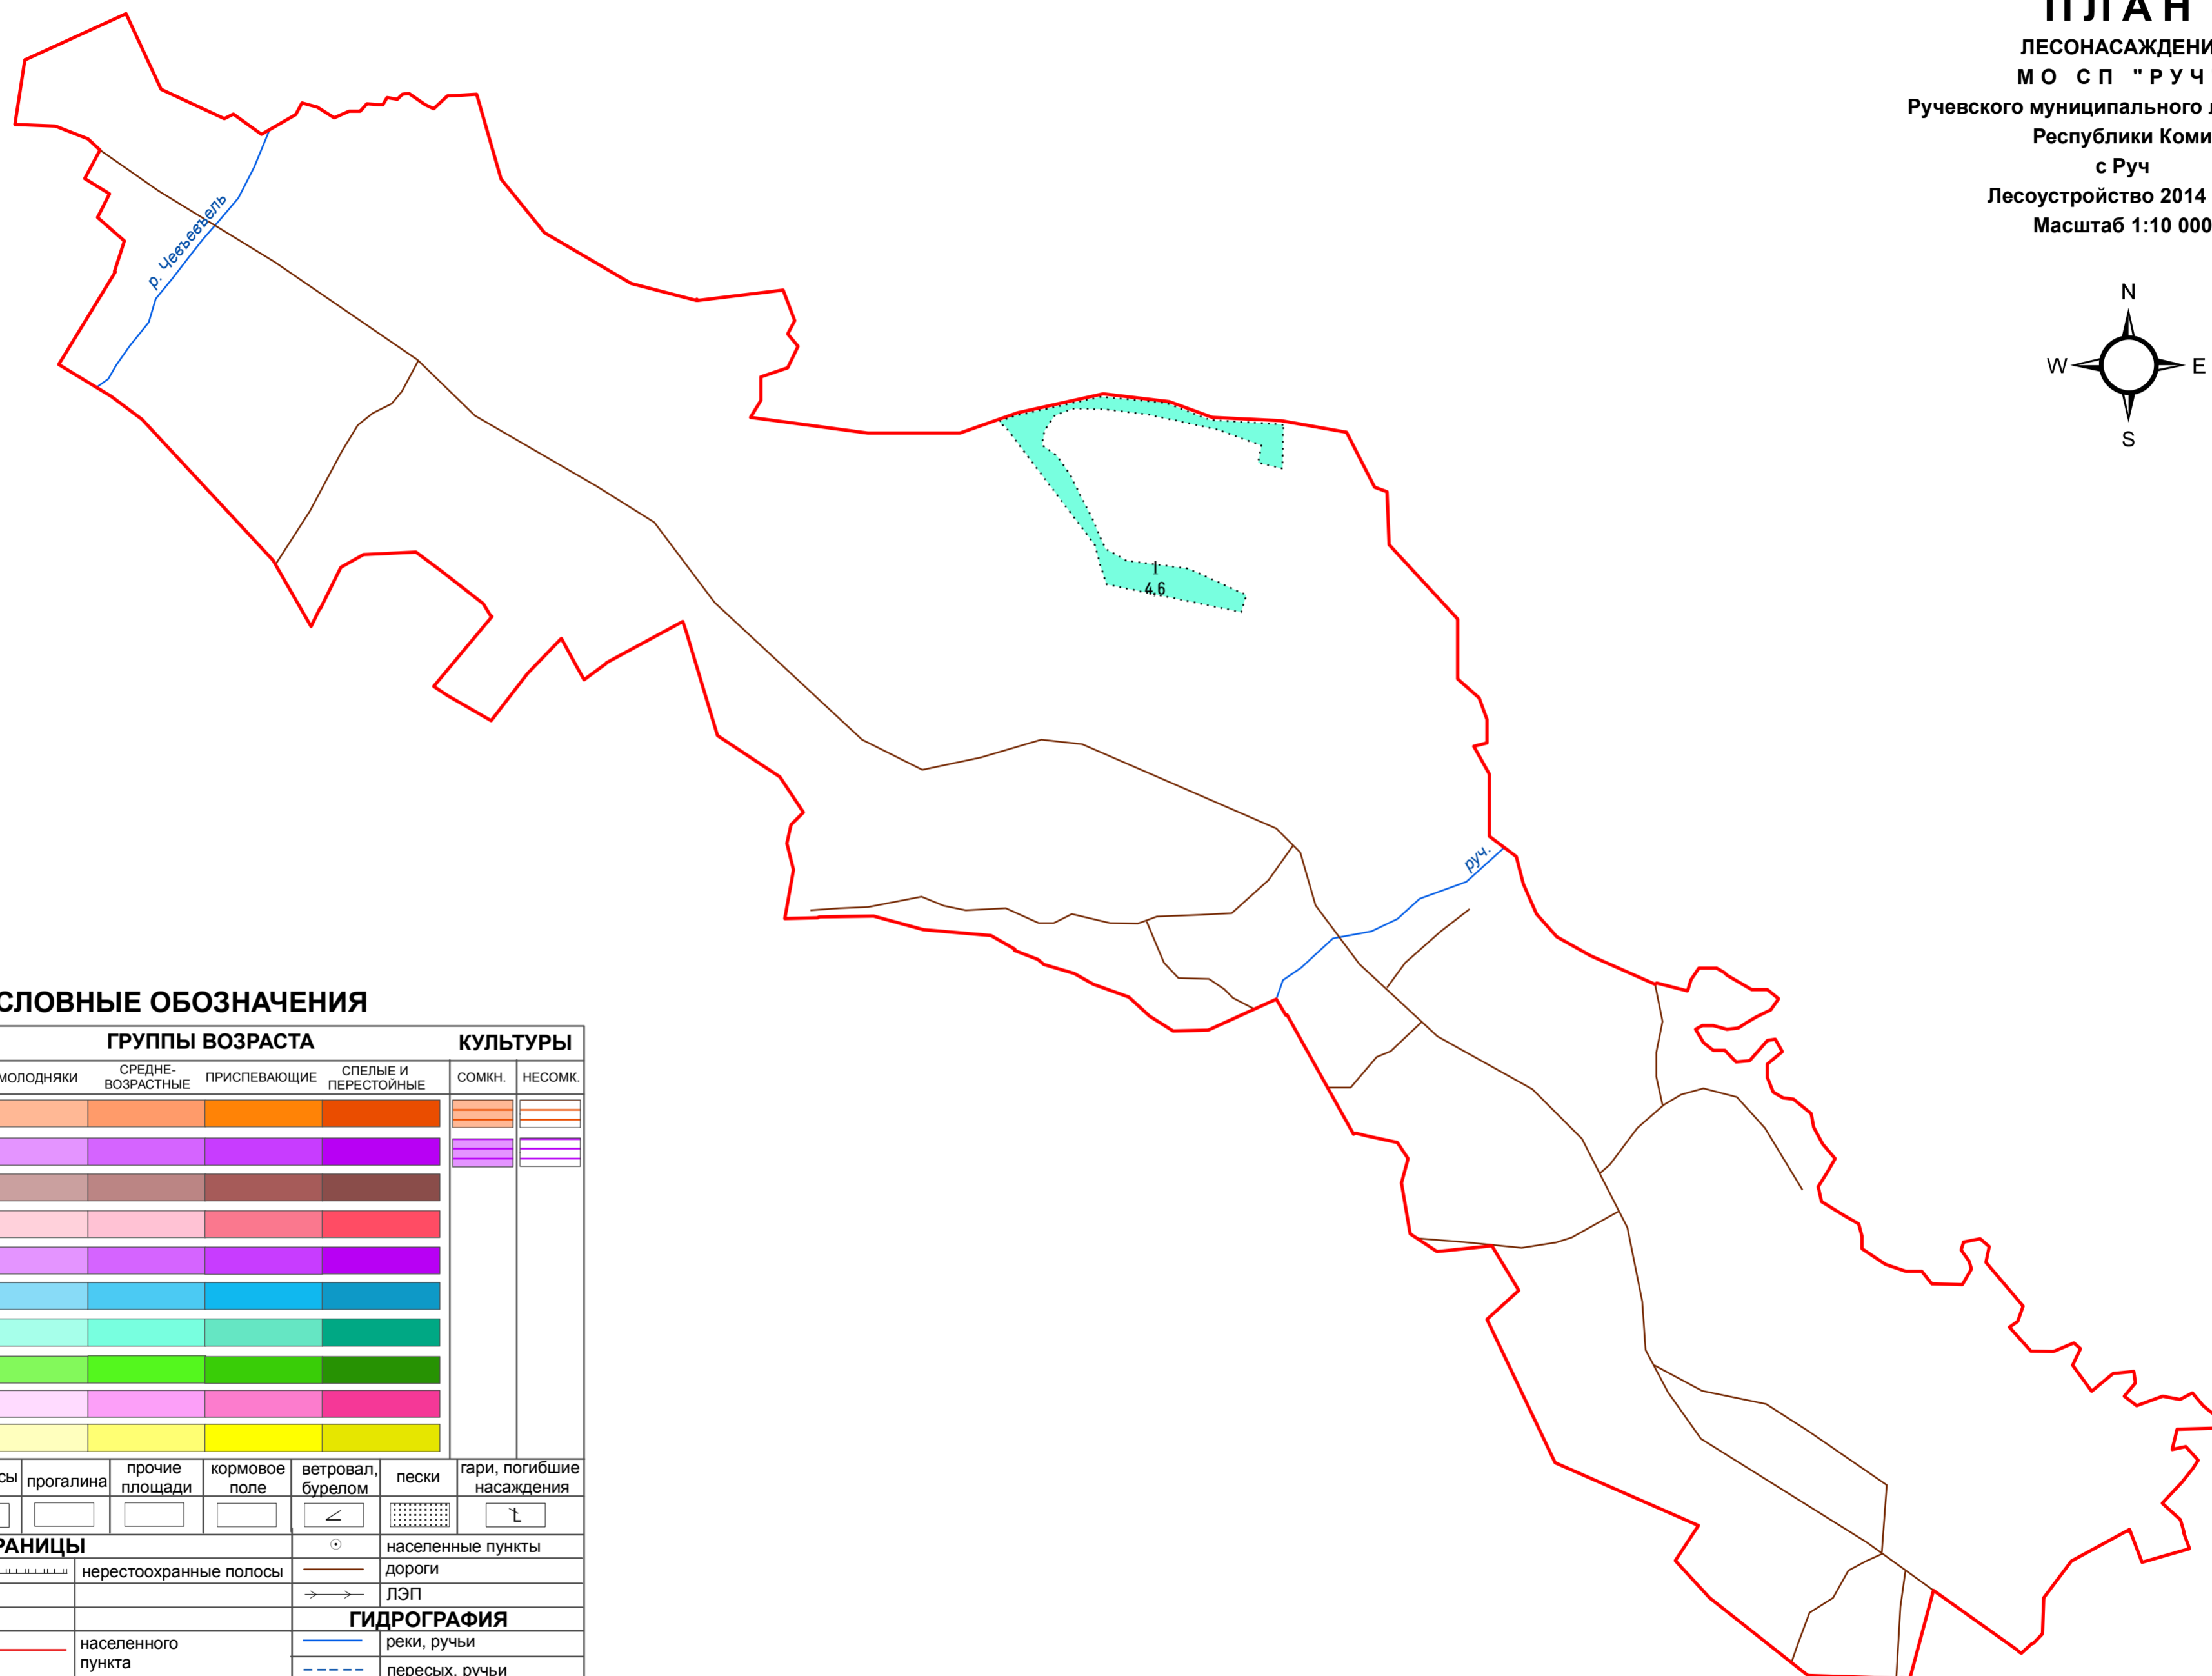 ПЛАН
ЛЕСОНАСАЖДЕНИ
МО СП "РУЧ
Ручевского муниципального
Республики Коми
с Руч
Лесоустройство 2014
Масштаб 1:10 000
N
W
E
S
р. Чевъевъель
1
4,6
руч.
СЛОВНЫЕ ОБОЗНАЧЕНИЯ
ГРУППЫ ВОЗРАСТА
КУЛЬТУРЫ
МОЛОДНЯКИ
СРЕДНЕ-
ВОЗРАСТНЫЕ
ПРИСПЕВАЮЩИЕ
СПЕЛЫЕ И
ПЕРЕСТОЙНЫЕ
СОМКН.
НЕСОМК.
сы
прогалина
прочие
площади
кормовое
поле
ветровал,
бурелом
пески
гари, погибшие
насаждения
РАНИЦЫ
населенные пункты
нерестоохранные полосы
дороги
ЛЭП
ГИДРОГРАФИЯ
населенного
пункта
реки, ручьи
пересых. ручьи